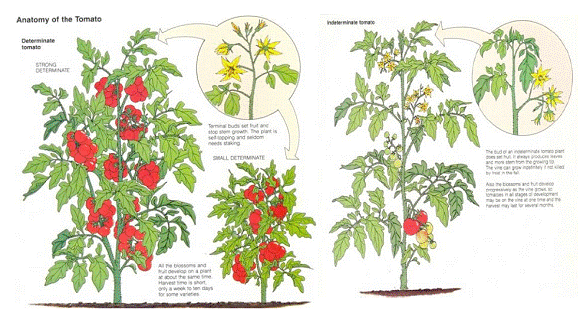 Anatomy of the Tomato
Determinate
tomato
STRONG
DETERMINATE
Terminal buds set fruit and
stop stem growth. The plant is
self-topping and seldom
needs staking.
SMALL DETERMINATE
All the blossoms and
fruit develop on a plant
at about the same time.
Harvest time is short,
only a week to ten days
for some varieties.
Indeterminate tomato
The bud of an indeterminate tomato plant
does set fruit; it always produces leaves
and more stem from the growing tip.
The vine can grow indefinitely if not killed
by frost in the fall.
Also the blossoms and fruit develop
progressively as the vine grows, so
tomatoes in all stages of development
may be on the vine at one time and the
harvest may last for several months.